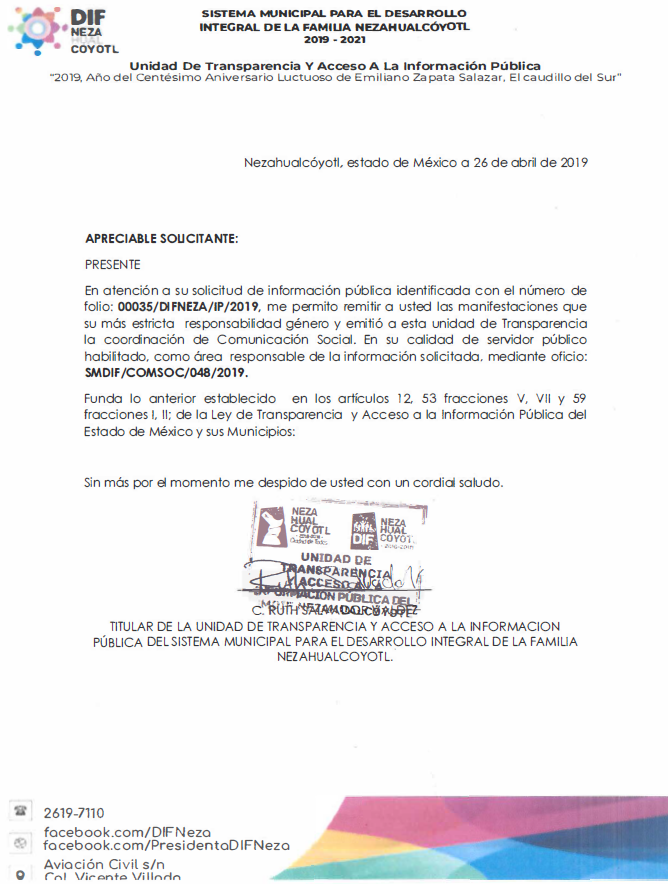 DIF
NEZA
HUAL
COYOTL
SISTEMA MUNICIPAL PARA EL DESARROLLO
INTEGRAL DE LA FAMILIA NEZAHUALCÓYOTL
2019 - 2021
Unidad De Transparencia Y Acceso A La Información Pública
"2019, Año del Centésimo Aniversario Luctuoso de Emiliano Zapata Salazar, El caudillo del Sur"
Nezahualcóyotl, estado de México a 26 de abril de 2019
APRECIABLE SOLICITANTE:
PRESENTE
En atención a su solicitud de información pública identificada con el número de
folio: 00035/DIFNEZA/IP/2019, me permito remitir a usted las manifestaciones que
su más estricta responsabilidad género y emitió a esta unidad de Transparencia
la coordinación de Comunicación Social. En su calidad de servidor público
habilitado, como área responsable de la información solicitada, mediante oficio:
SMDIF/COMSOC/048/2019.
Funda lo anterior establecido en los artículos 12, 53 fracciones V, VII y 59
fracciones I, II; de la Ley de Transparencia y Acceso a la Información Pública del
Estado de México y sus Municipios:
Sin más por el momento me despido de usted con un cordial saludo.
NEZA
HUAL
COYOTL
Ciudad de Todos
NEZA
HUAL
COYOTL
DIF
UNIDAD DE
TRANSPARENCIA
Y ACCESO A LA
INFORMACIÓN PÚBLICA DEL
NEZAHUALCOYOTL
C. RUTH
TITULAR DE LA UNIDAD DE TRANSPARENCIA Y ACCESO A LA INFORMACION
PÚBLICA DEL SISTEMA MUNICIPAL PARA EL DESARROLLO INTEGRAL DE LA FAMILIA
NEZAHUALCOYOTL.
2619-7110
facebook.com/DIFNeza
facebook.com/PresidentaDIFNeza
Aviación Civil s/n
Col. Vicente Villada